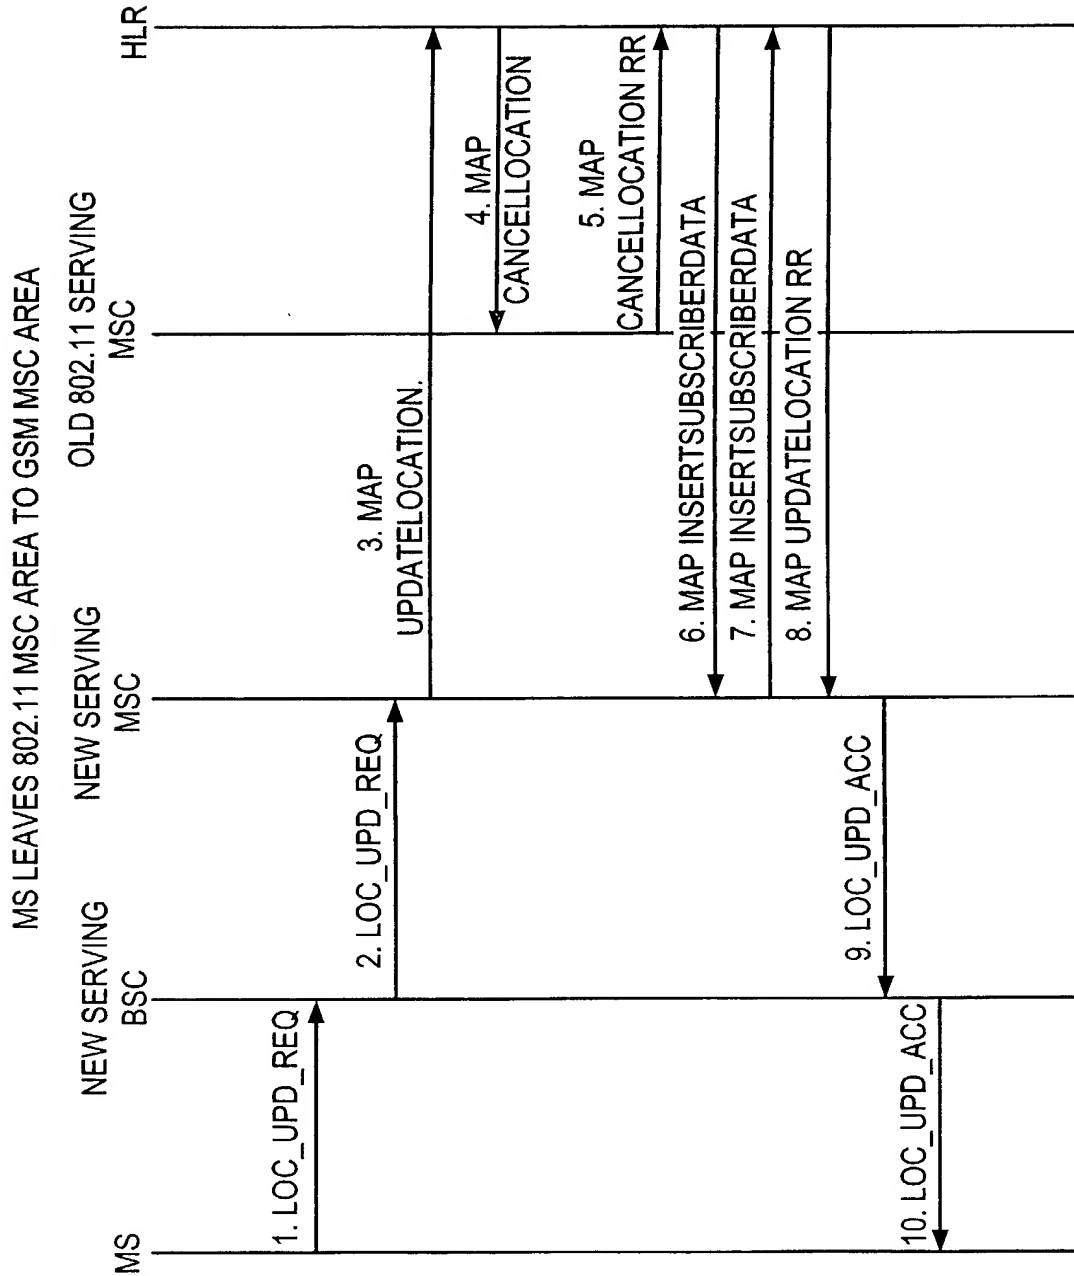 MS LEAVES 802.11 MSC AREA TO GSM MSC AREA
MS
NEW SERVING
BSC
NEW SERVING
MSC
OLD 802.11 SERVING
MSC
HLR
1. LOC_UPD_REQ
2. LOC_UPD_REQ
3. MAP
UPDATELOCATION.
4. MAP
CANCELLOCATION
5. MAP
CANCELLOCATION RR
6. MAP INSERTSUBSCRIBERDATA
7. MAP INSERTSUBSCRIBERDATA
8. MAP UPDATELOCATION RR
9. LOC_UPD_ACC
10. LOC_UPD_ACC